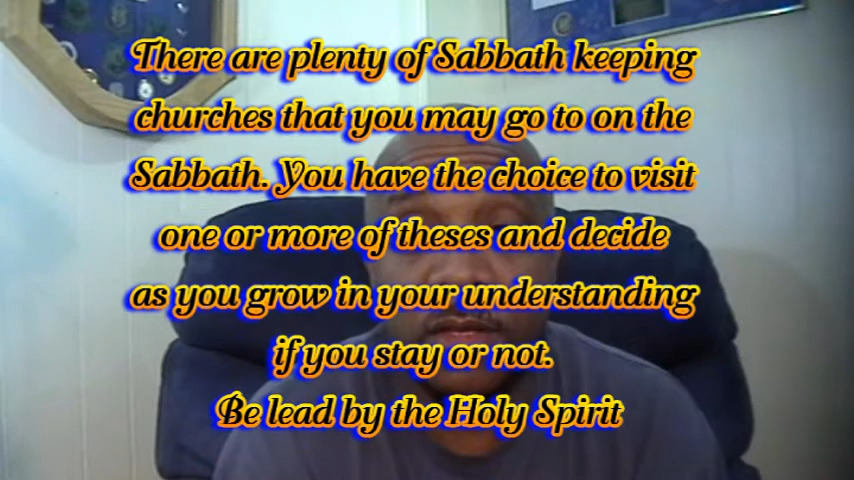 There are plenty of Sabbath keeping
churches that you may go to on the
Sabbath. You have the choice to visit
one or more of theses and decide
as you grow in your understanding
if you stay or not.
Be lead by the Holy Spirit